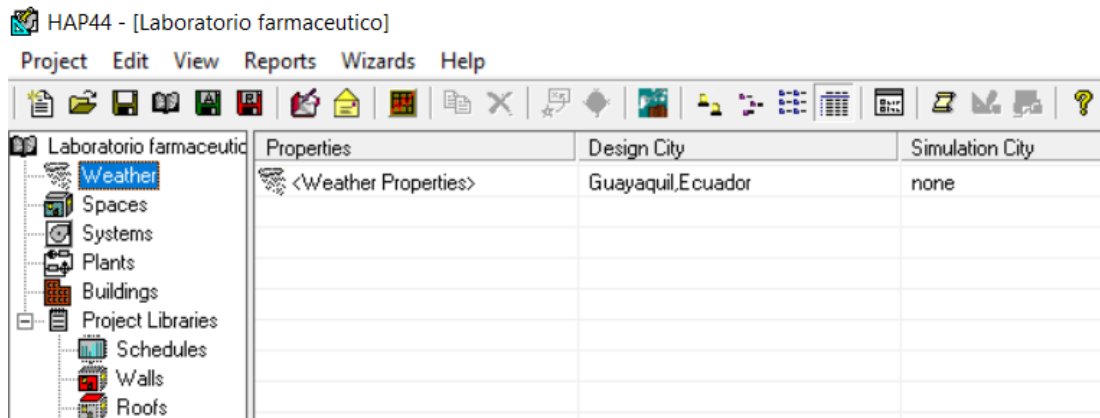 HAP44 - [Laboratorio farmaceutico]
Project Edit View Reports Wizards Help
Laboratorio farmaceutic Properties Design City Simulation City
Weather <Weather Properties> Guayaquil,Ecuador none
Spaces
Systems
Plants
Buildings
Project Libraries
Schedules
Walls
Roofs